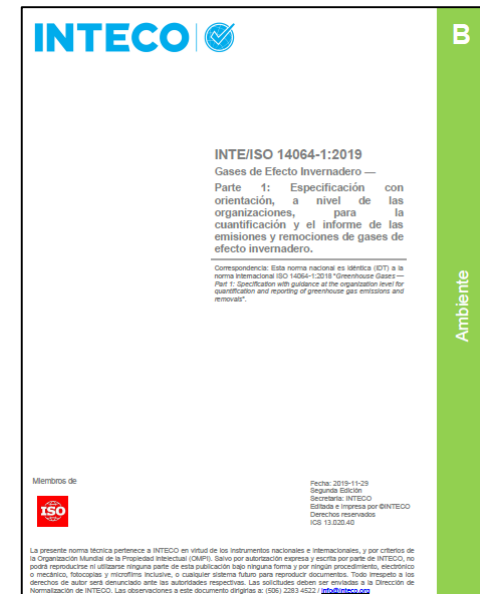 INTECO
B
INTE/ISO 14064-1:2019
Gases de Efecto Invernadero —
Parte 1: Especificación con
orientación, a nivel de las
organizaciones, para la
cuantificación y el informe de las
emisiones y remociones de gases de
efecto invernadero.
Correspondencia: Esta norma nacional es idéntica (IDT) a la
norma internacional ISO 14064-1:2018 "Greenhouse Gases —
Part 1: Specification with guidance at the organization level for
quantification and reporting of greenhouse gas emissions and
removals".
Ambiente
Miembros de
ISO
Fecha: 2019-11-29
Segunda Edición
Secretaría: INTECO
Editada e impresa por ©INTECO
Derechos reservados
ICS 13.020.40
La presente norma técnica pertenece a INTECO en virtud de los instrumentos nacionales e internacionales, y por criterios de
la Organización Mundial de la Propiedad Intelectual (OMPI). Salvo por autorización expresa y escrita por parte de INTECO, no
podrá reproducirse ni utilizarse ninguna parte de esta publicación bajo ninguna forma y por ningún procedimiento, electrónico
o mecánico, fotocopias y microfilms inclusive, o cualquier sistema futuro para reproducir documentos. Todo irrespeto a los
derechos de autor será denunciado ante las autoridades respectivas. Las solicitudes deben ser enviadas a la Dirección de
Normalización de INTECO. Las observaciones a este documento dirigirlas a: (506) 2283 4522 / info@inteco.org